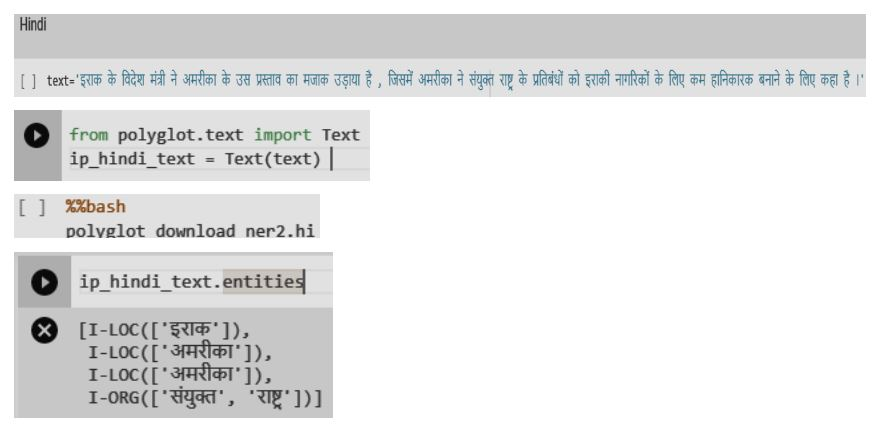 Hindi
[ ] text='इराक के विदेश मंत्री ने अमरीका के उस प्रस्ताव का मजाक उड़ाया है , जिसमें अमरीका ने संयुक्त राष्ट्र के प्रतिबंधों को इराकी नागरिकों के लिए कम हानिकारक बनाने के लिए कहा है ।'
from polyglot.text import Text
ip_hindi_text = Text(text)
[ ] %%bash
polyglot download ner2.hi
ip_hindi_text.entities
[I-LOC(['इराक']),
I-LOC(['अमरीका']),
I-LOC(['अमरीका']),
I-ORG(['संयुक्त', 'राष्ट्र'])]